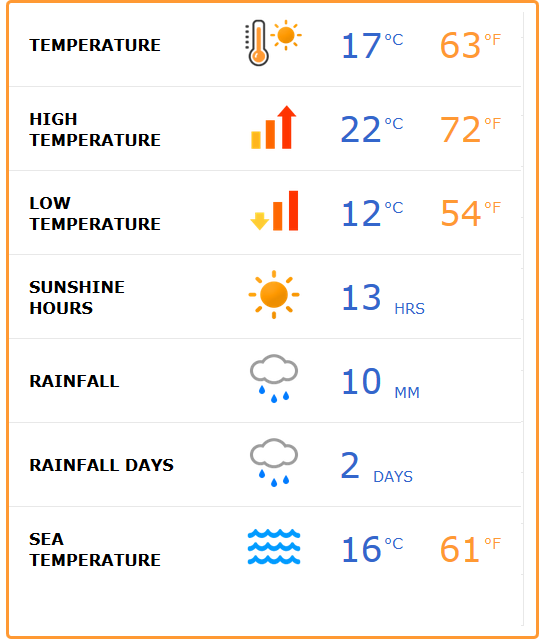 TEMPERATURE 17°C 63°F
HIGH
TEMPERATURE 22°C 72°F
LOW
TEMPERATURE 12°C 54°F
SUNSHINE
HOURS 13 HRS
RAINFALL 10 MM
RAINFALL DAYS 2 DAYS
SEA
TEMPERATURE 16°C 61°F